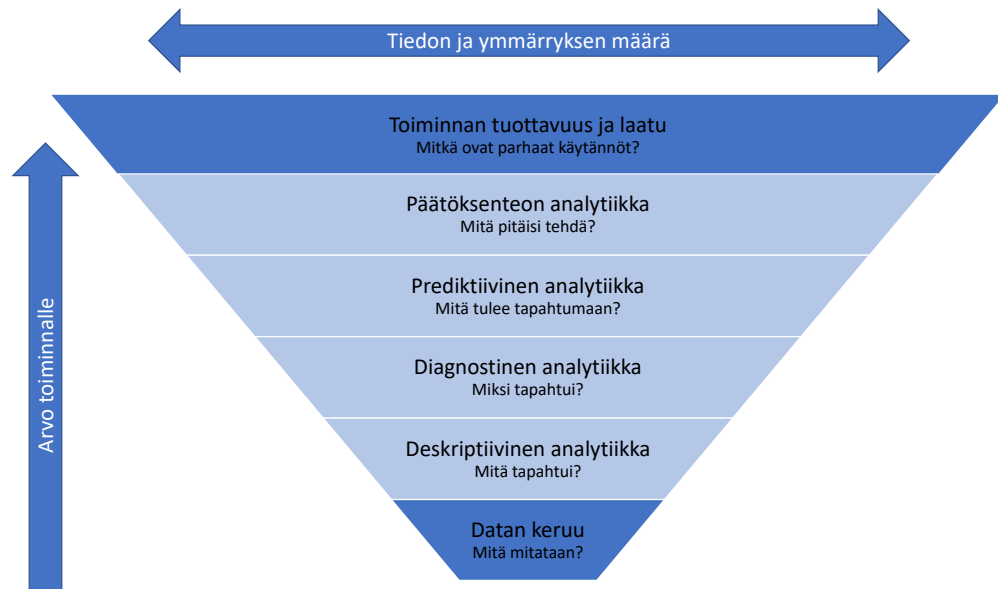 Tiedon ja ymmärryksen määrä
Toiminnan tuottavuus ja laatu
Mitkä ovat parhaat käytännöt?
Päätöksenteon analytiikka
Mitä pitäisi tehdä?
Prediktiivinen analytiikka
Mitä tulee tapahtumaan?
Diagnostinen analytiikka
Miksi tapahtui?
Deskriptiivinen analytiikka
Mitä tapahtui?
Datan keruu
Mitä mitataan?
Arvo toiminnalle